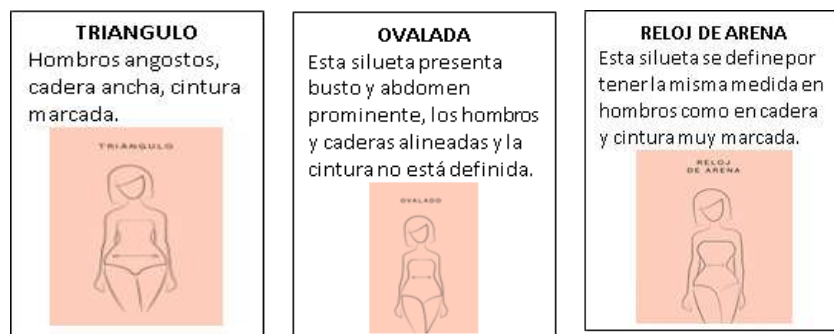 TRIANGULO
Hombros angostos,
cadera ancha, cintura
marcada.
TRIANGULO
OVALADA
Esta silueta presenta
busto y abdomen
prominente, los hombros
y caderas alineadas y la
cintura no está definida.
OVALADO
RELOJ DE ARENA
Esta silueta se define por
tener la misma medida en
hombros como en cadera
y cintura muy marcada.
RELOJ
DE ARENA